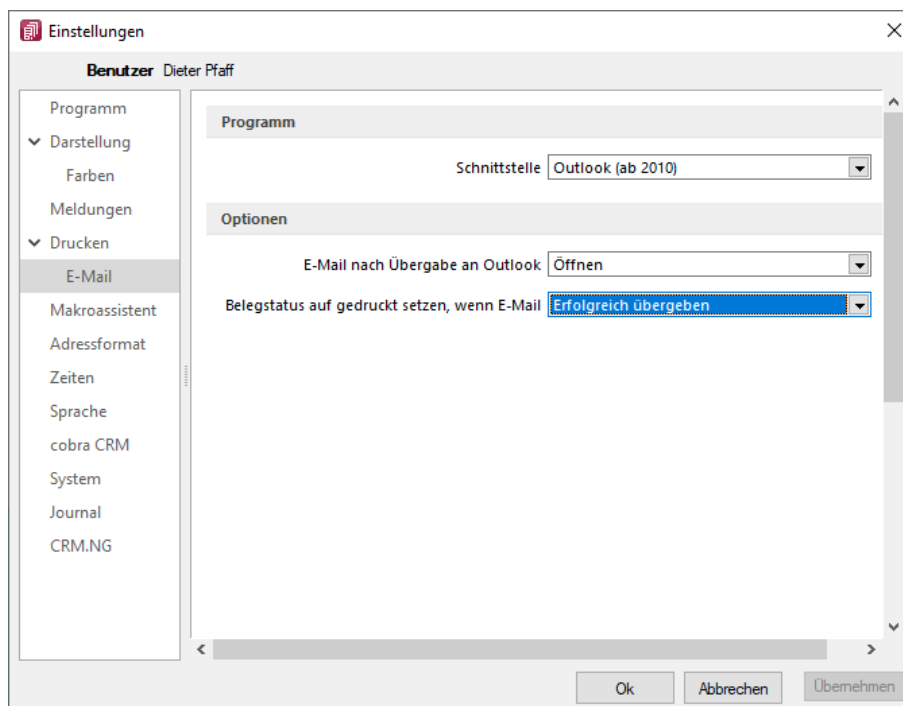 Einstellungen
Benutzer Dieter Pfaff
Programm
Darstellung
Farben
Meldungen
Drucken
E-Mail
Makroassistent
Adressformat
Zeiten
Sprache
cobra CRM
System
Journal
CRM.NG
Programm
Schnittstelle Outlook (ab 2010)
Optionen
E-Mail nach Übergabe an Outlook Öffnen
Belegstatus auf gedruckt setzen, wenn E-Mail Erfolgreich übergeben
Ok Abbrechen Übernehmen